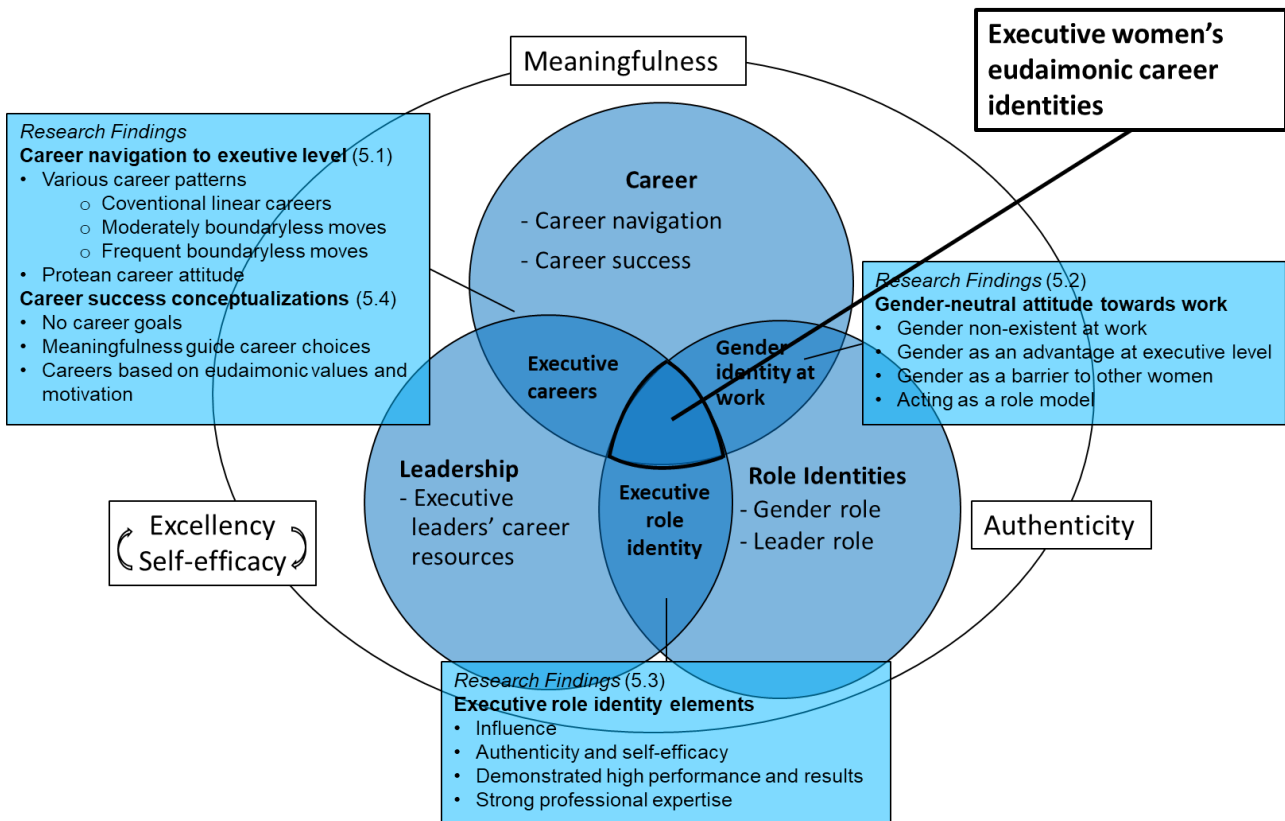 Meaningfulness
Executive women's
eudaimonic career
identities
Research Findings
Career navigation to exeutive level (5.1)
• Various career patterns
o Coventional linear careers
o Moderately boundaryless moves
o Frequent boundaryless moves
• Protean career attitude
Career success conceptualizations (5.4)
• No career goals
• Meaningfulness guide career choices
• Careers based on eudaimonic values and
motivation
Career
- Career navigation
- Career success
Research Findings (5.2)
Gender-neutral attitude towards work
• Gender non-existent at work
• Gender as an advantage at executive level
• Gender as a barrier to other women
• Acting as a role model
Executive
careers
Gender
identity at
work
Leadership
- Executive
leaders' career
resources
Executive
role
identity
Role Identities
- Gender role
- Leader role
Excellency
Self-efficacy
Authenticity
Research Findings (5.3)
Executive role identity elements
• Influence
• Authenticity and self-efficacy
• Demonstrated high performance and results
• Strong professional expertise